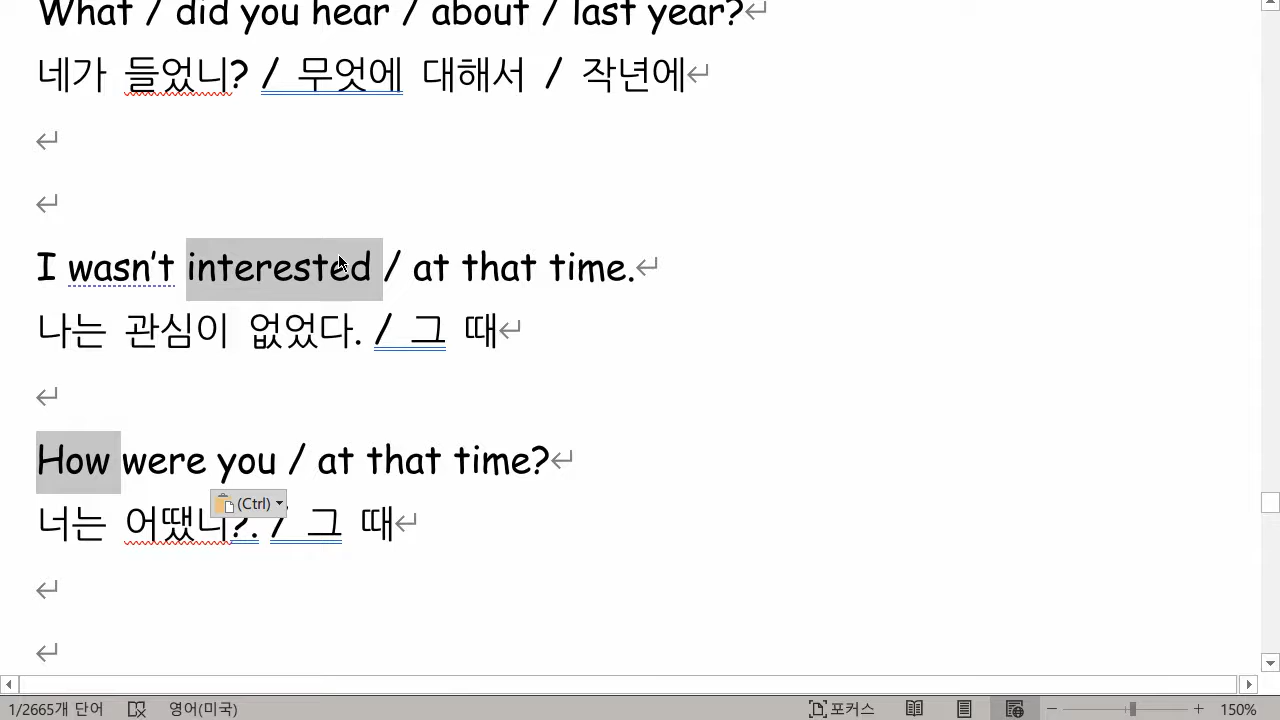 What / did you hear / about / last year?
네가 들었니? / 무엇에 대해서 / 작년에
I wasn't interested / at that time.
나는 관심이 없었다. / 그 때
How were you / at that time?
(Ctrl)
너는 어땠니?. / 그 때
1/2665개 단어 영어(미국) 포커스 150%